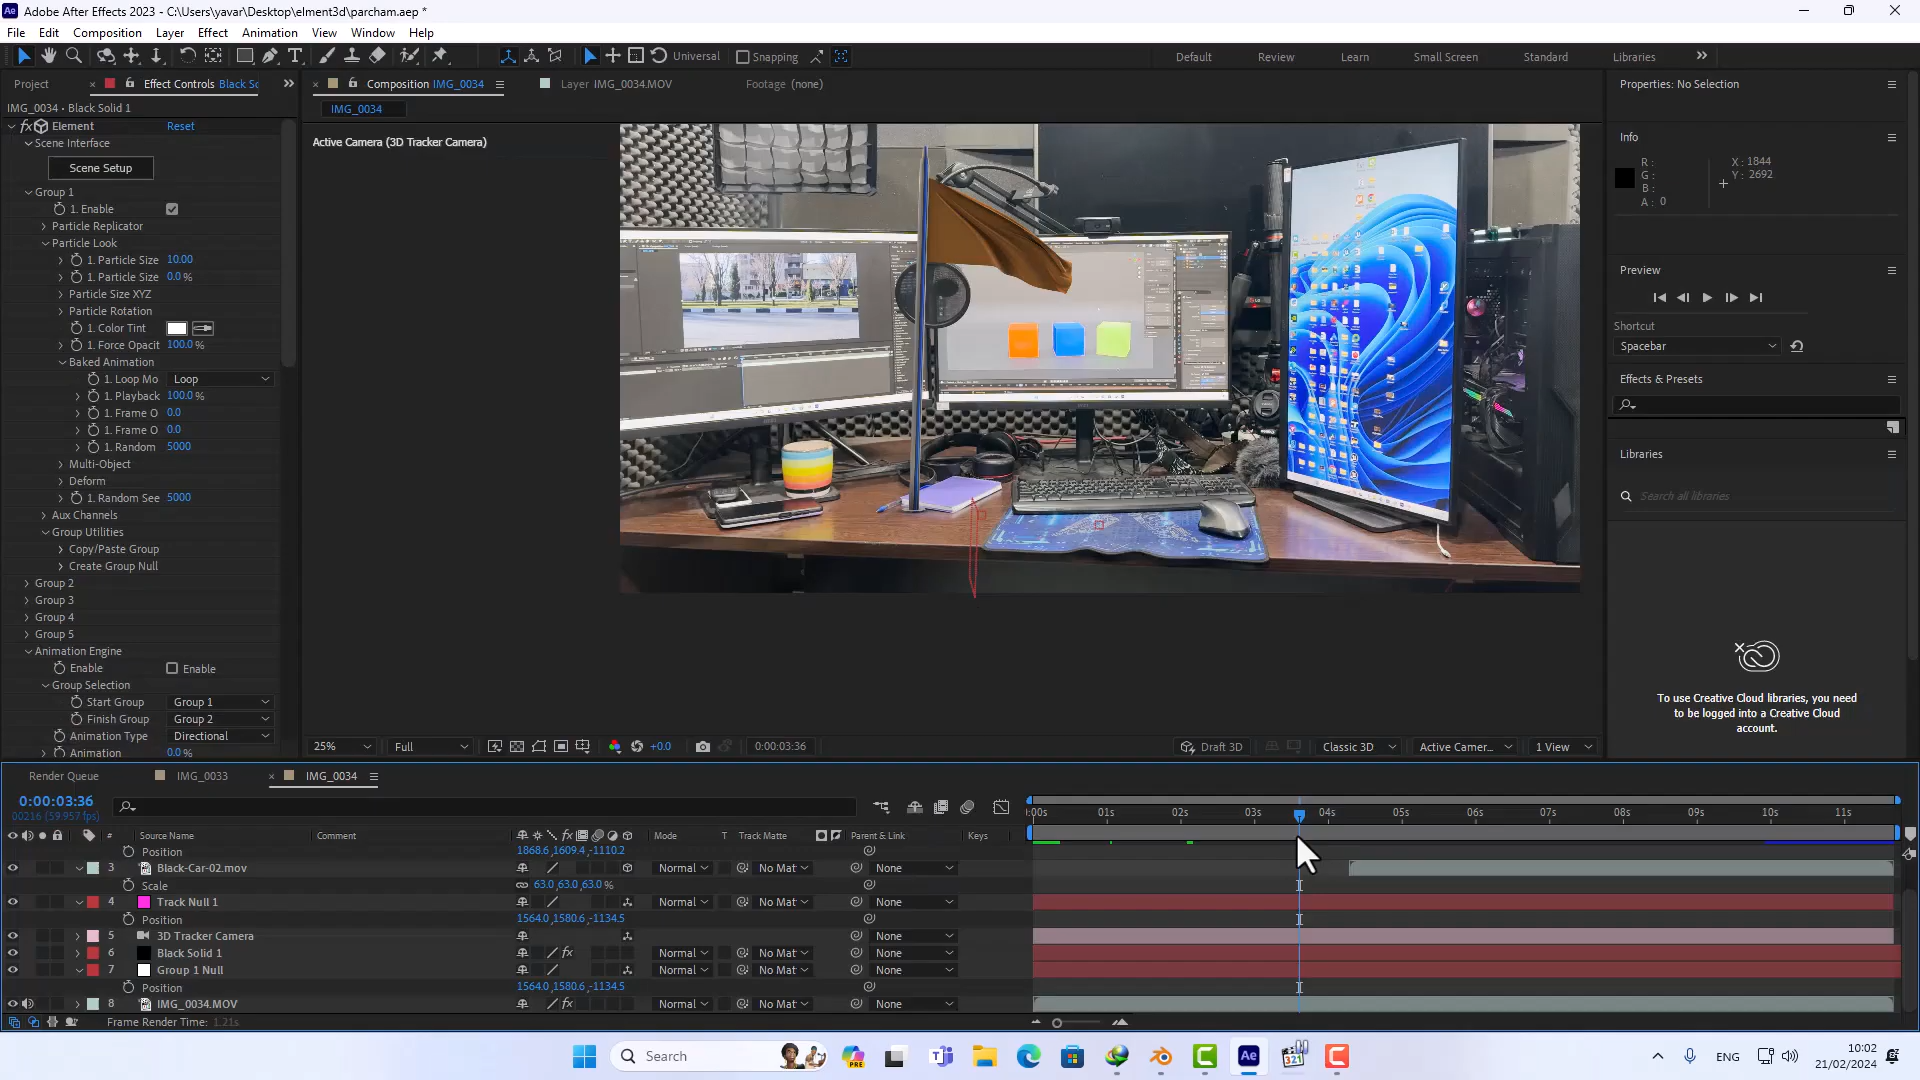 Adobe After Effects 2023 - C:\Users\yavar\Desktop\elment3d\parcham.aep *
File Edit Composition Layer Effect Animation View Window Help
Universal Snapping Default Review Learn Small Screen Standard Libraries
Project Effect Controls Black Sc Composition IMG_0034 Layer IMG_0034.MOV Footage (none) Properties: No Selection
IMG_0034 • Black Solid 1 IMG_0034
Element Reset
Scene Interface
Scene Setup
Group 1
1. Enable
Particle Replicator
Particle Look
1. Particle Size 10.00
1. Particle Size 0.0 %
Particle Size XYZ
Particle Rotation
1. Color Tint
1. Force Opacit 100.0 %
Baked Animation
1. Loop Mo Loop
1. Playback 100.0 %
1. Frame O 0.0
1. Frame O 0.0
1. Random 5000
Multi-Object
Deform
1. Random See 5000
Aux Channels
Group Utilities
Copy/Paste Group
Create Group Null
Group 2
Group 3
Group 4
Group 5
Animation Engine
Enable Enable
Group Selection
Start Group Group 1
Finish Group Group 2
Animation Type Directional
Animation 0.0 %
Active Camera (3D Tracker Camera)
25% Full +0.0 0:00:03:36 Draft 3D Classic 3D Active Camer... 1 View
Info
R : X : 1844
G : Y : 2692
B :
A : 0
Preview
Shortcut
Spacebar
Effects & Presets
Libraries
Search all libraries
To use Creative Cloud libraries, you need
to be logged into a Creative Cloud
account.
Render Queue IMG_0033 IMG_0034
0:00:03:36
00216 (59.957 fps)
:00s 01s 02s 03s 04s 05s 06s 07s 08s 09s 10s 11s
# Source Name Comment Mode T Track Matte Parent & Link Keys
Position 1868.6,1609.4,-1110.2
3 Black-Car-02.mov Normal No Mat None
Scale 63.0,63.0,63.0 %
4 Track Null 1 Normal No Mat None
Position 1564.0,1580.6,-1134.5
5 3D Tracker Camera None
6 Black Solid 1 Normal No Mat None
7 Group 1 Null Normal No Mat None
Position 1564.0,1580.6,-1134.5
8 IMG_0034.MOV Normal No Mat None
Frame Render Time: 1.21s
Search ENG 10:02
21/02/2024